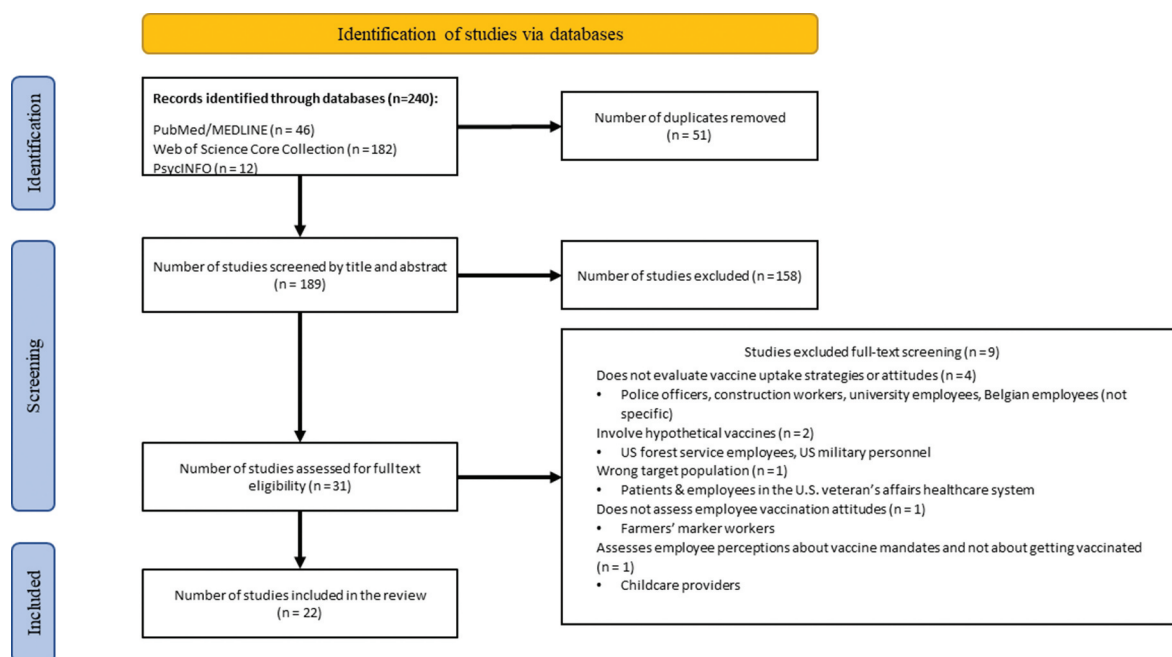 Identification of studies via databases
Identification
Records identified through databases (n=240):
PubMed/MEDLINE (n = 46)
Web of Science Core Collection (n = 182)
PsycINFO (n = 12)
Number of duplicates removed
(n = 51)
Screening
Number of studies screened by title and abstract
(n = 189)
Number of studies excluded (n = 158)
Number of studies assessed for full text
eligibility (n = 31)
Studies excluded full-text screening (n = 9)
Does not evaluate vaccine uptake strategies or attitudes (n = 4)
• Police officers, construction workers, university employees, Belgian employees (not
specific)
Involve hypothetical vaccines (n = 2)
• US forest service employees, US military personnel
Wrong target population (n = 1)
• Patients & employees in the U.S. veteran's affairs healthcare system
Does not assess employee vaccination attitudes (n = 1)
• Farmers' marker workers
Assesses employee perceptions about vaccine mandates and not about getting vaccinated
(n = 1)
• Childcare providers
Included
Number of studies included in the review
(n = 22)